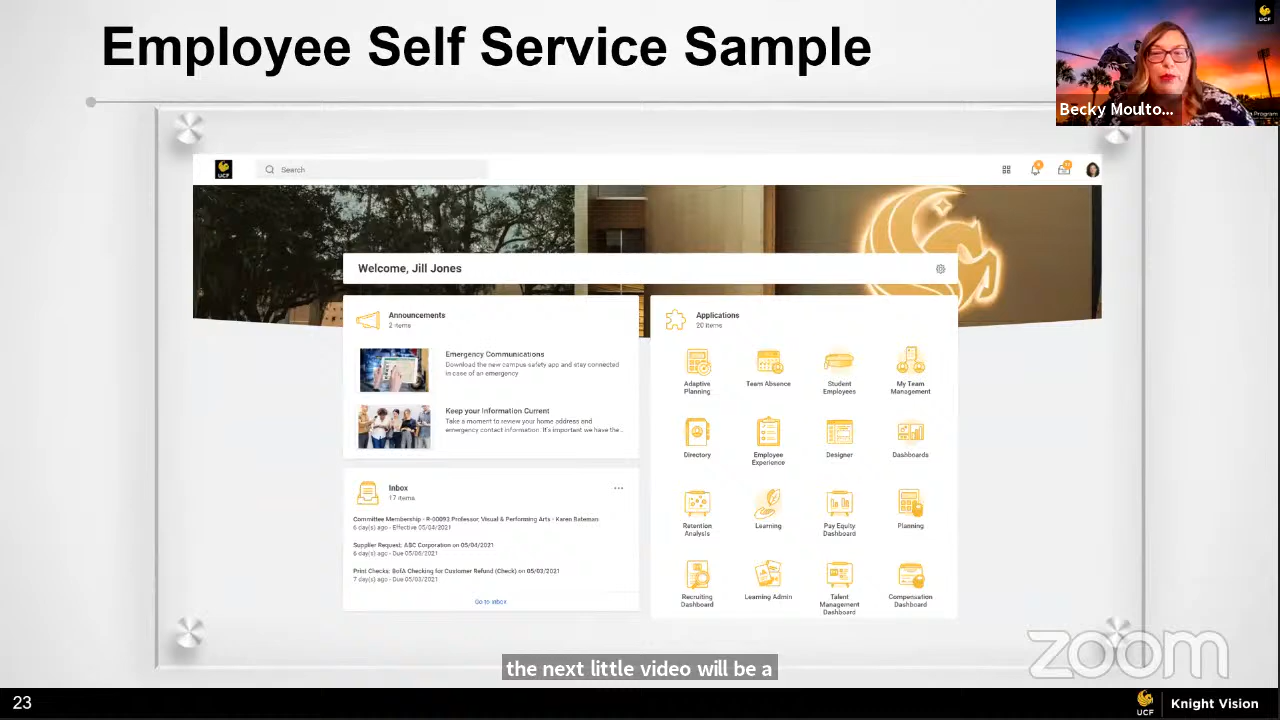 Employee Self Service Sample
UCF
Becky Moulto...
UCF
Search
Welcome, Jill Jones
Announcements
2 items
Emergency Communications
Download the new campus safety app and stay connected
in case of an emergency
Keep your Information Current
Take a moment to review your home address and
emergency contact information. It's important we have the...
Inbox
17 items
Committee Membership - R-00092 Professor, Visual & Performing Arts - Karen Bateman
6 day(s) ago - Effective 05/04/2021
Supplier Request: ABC Corporation on 05/04/2021
6 day(s) ago - Due 05/06/2021
Print Checks: BofA Checking for Customer Refund (Check) on 05/03/2021
7 day(s) ago - Due 05/03/2021
Go to Inbox
Applications
20 items
Adaptive
Planning
Team Absence
Student
Employees
My Team
Management
Directory
Employee
Experience
Designer
Dashboards
Retention
Analysis
Learning
Pay Equity
Dashboard
Planning
Recruiting
Dashboard
Learning Admin
Talent
Management
Dashboard
Compensation
Dashboard
zoom
the next little video will be a
23
UCF
Knight Vision